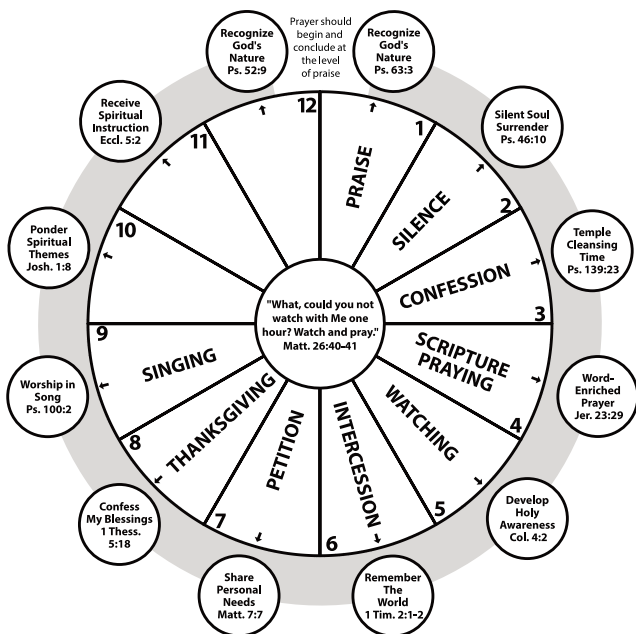 Prayer should
begin and
conclude at
the level
of praise
Recognize
God's
Nature
Ps. 63:3
1
PRAISE
Silent Soul
Surrender
Ps. 46:10
2
SILENCE
Temple
Cleansing
Time
Ps. 139:23
3
CONFESSION
Word-
Enriched
Prayer
Jer. 23:29
4
SCRIPTURE
PRAYING
Develop
Holy
Awareness
Col. 4:2
5
WATCHING
Remember
The
World
1 Tim. 2:1-2
6
INTERCESSION
Share
Personal
Needs
Matt. 7:7
7
PETITION
Confess
My Blessings
1 Thess.
5:18
8
THANKSGIVING
Worship in
Song
Ps. 100:2
9
SINGING
Ponder
Spiritual
Themes
Josh. 1:8
10
Receive
Spiritual
Instruction
Eccl. 5:2
11
Recognize
God's
Nature
Ps. 52:9
12
"What, could you not
watch with Me one
hour? Watch and pray."
Matt. 26:40–41